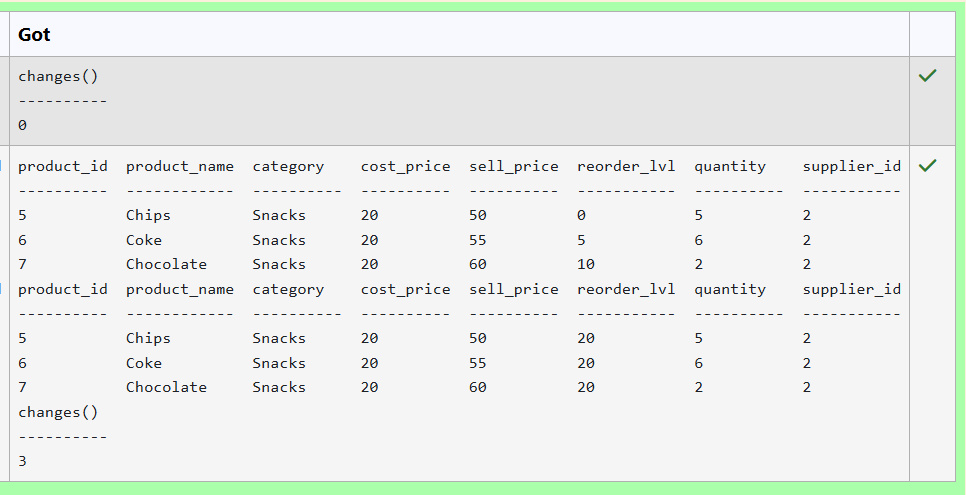 Got
changes()
----------
0
product_id  product_name  category    cost_price  sell_price  reorder_lvl  quantity    supplier_id
----------  ------------  ----------  ----------  ----------  -----------  ----------  -----------
5           Chips         Snacks      20          50          0            5           2
6           Coke          Snacks      20          55          5            6           2
7           Chocolate     Snacks      20          60          10           2           2
product_id  product_name  category    cost_price  sell_price  reorder_lvl  quantity    supplier_id
----------  ------------  ----------  ----------  ----------  -----------  ----------  -----------
5           Chips         Snacks      20          50          20           5           2
6           Coke          Snacks      20          55          20           6           2
7           Chocolate     Snacks      20          60          20           2           2
changes()
----------
3